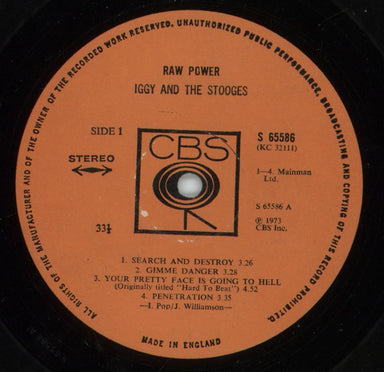 ALL RIGHTS OF THE MANUFACTURER AND OF THE OWNER OF THE RECORDED WORK RESERVED. UNAUTHORIZED PUBLIC PERFORMANCE, BROADCASTING AND COPYING OF THIS RECORD PROHIBITED.
RAW POWER
IGGY AND THE STOOGES
SIDE 1
STEREO
33⅓
CBS
S 65586
(KC 32111)
1—4. Mainman
Ltd.
S 65586 A
℗ 1973
CBS Inc.
1. SEARCH AND DESTROY 3.26
2. GIMME DANGER 3.28
3. YOUR PRETTY FACE IS GOING TO HELL
(Originally titled "Hard To Beat") 4.52
4. PENETRATION 3.35
—I. Pop/J. Williamson—
MADE IN ENGLAND